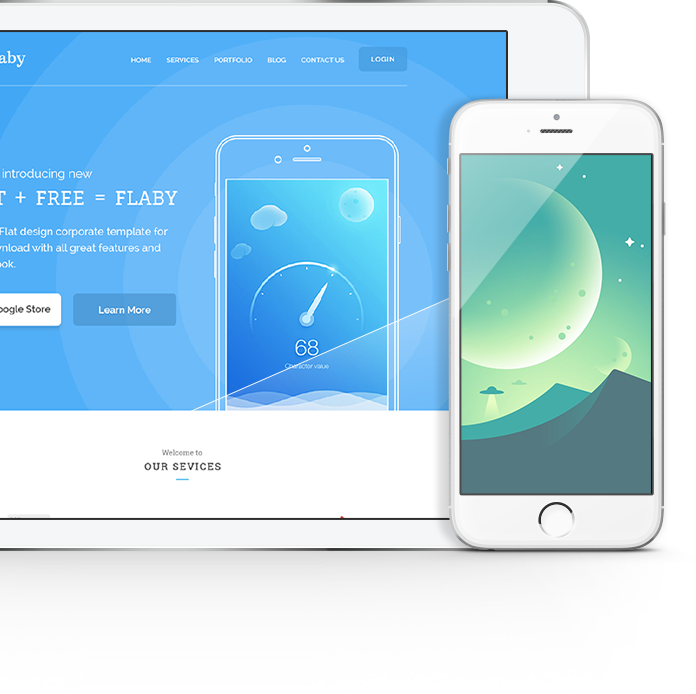 aby
HOME SERVICES PORTFOLIO BLOG CONTACT US LOGIN
introducing new
T + FREE = FLABY
Flat design corporate template for
wnload with all great features and
ook.
oogle Store
Learn More
68
Character value
Welcome to
OUR SEVICES